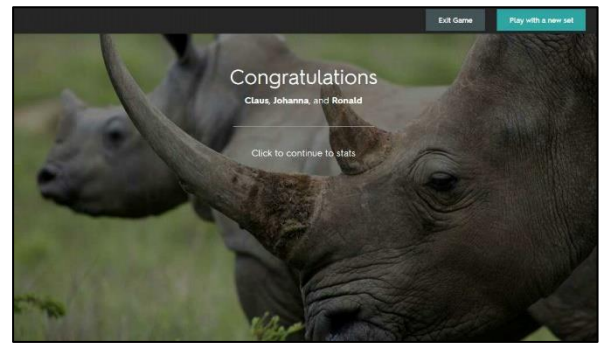 Exit Game
Play with a new set
Congratulations
Claus, Johanna, and Ronald
Click to continue to stats